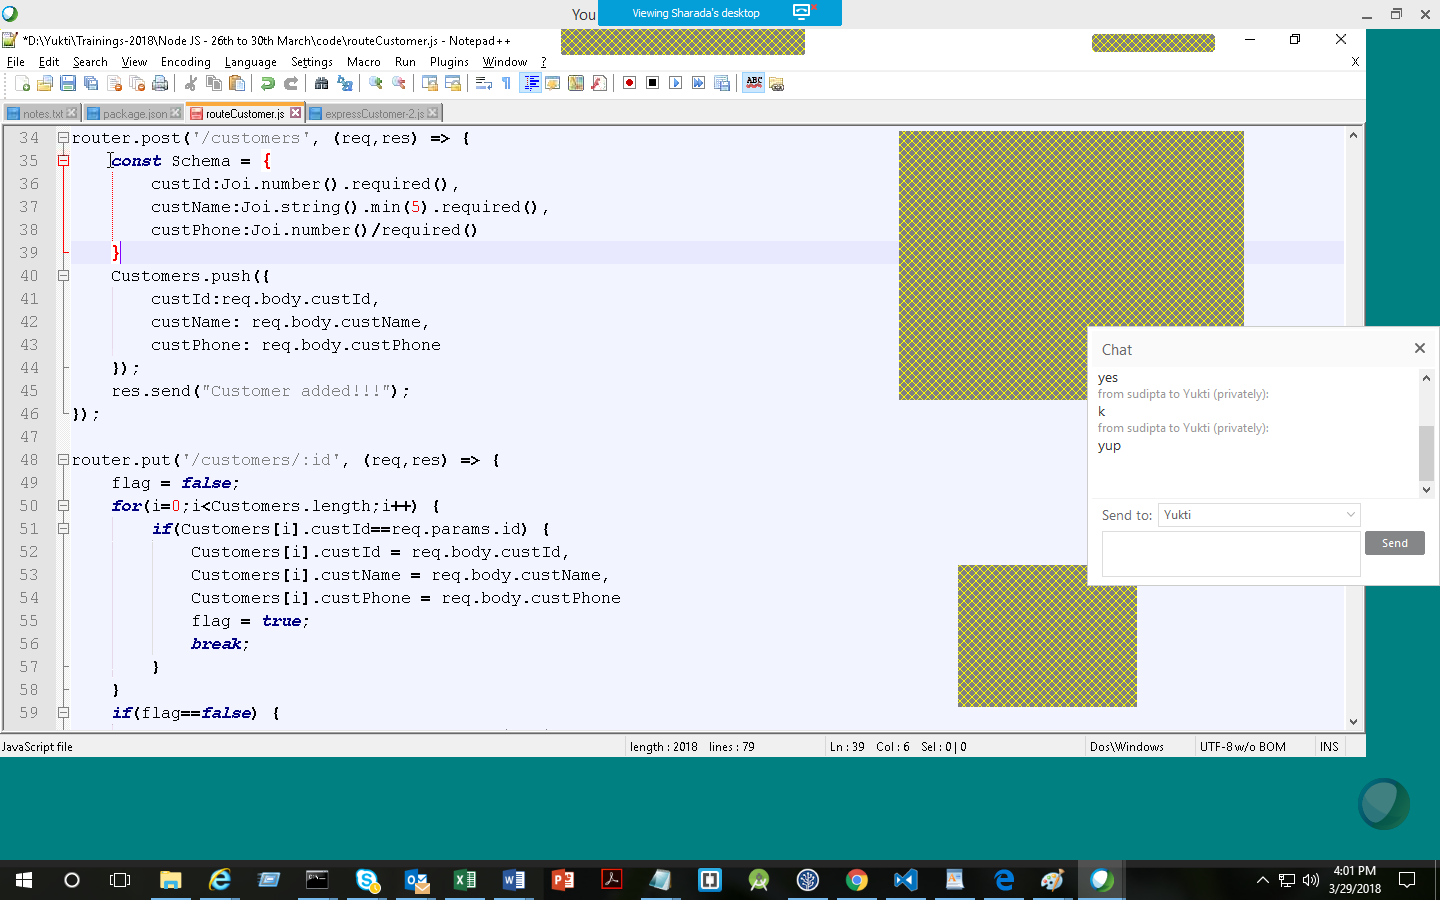 You
Viewing Sharada's desktop
*D:\Yukti\Trainings-2018\Node JS - 26th to 30th March\code\routeCustomer.js - Notepad++
File Edit Search View Encoding Language Settings Macro Run Plugins Window ?
X
ABC
notes.txt package.json routeCustomer.js expressCustomer-2.js
34 router.post('/customers', (req,res) => {
35 const Schema = {
36 custId:Joi.number().required(),
37 custName:Joi.string().min(5).required(),
38 custPhone:Joi.number()/required()
39 }
40 Customers.push({
41 custId:req.body.custId,
42 custName: req.body.custName,
43 custPhone: req.body.custPhone
44 });
45 res.send("Customer added!!!");
46 });
47
48 router.put('/customers/:id', (req,res) => {
49 flag = false;
50 for(i=0;i<Customers.length;i++) {
51 if(Customers[i].custId==req.params.id) {
52 Customers[i].custId = req.body.custId,
53 Customers[i].custName = req.body.custName,
54 Customers[i].custPhone = req.body.custPhone
55 flag = true;
56 break;
57 }
58 }
59 if(flag==false) {
Chat
yes
from sudipta to Yukti (privately):
k
from sudipta to Yukti (privately):
yup
Send to: Yukti
Send
JavaScript file length : 2018 lines : 79 Ln : 39 Col : 6 Sel : 0 | 0 Dos\Windows UTF-8 w/o BOM INS
4:01 PM
3/29/2018